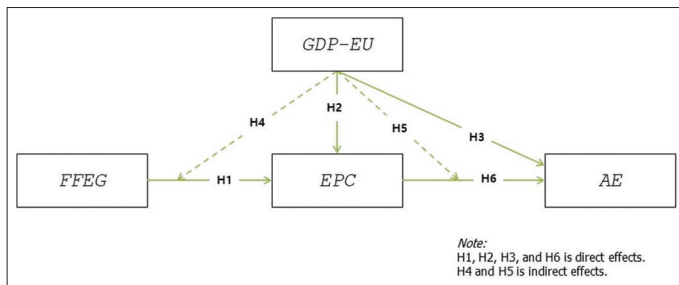 GDP-EU
H2
H4
H5
H3
FFEG
H1
EPC
H6
AE
Note:
H1, H2, H3, and H6 is direct effects.
H4 and H5 is indirect effects.